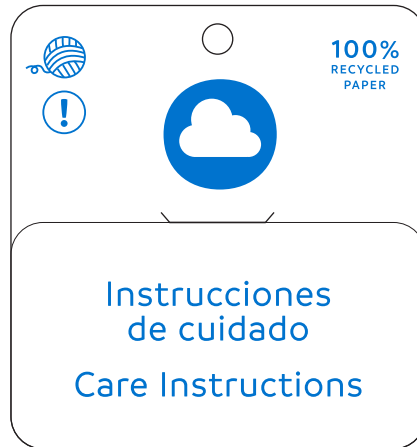 100%
RECYCLED
PAPER
Instrucciones
de cuidado
Care Instructions